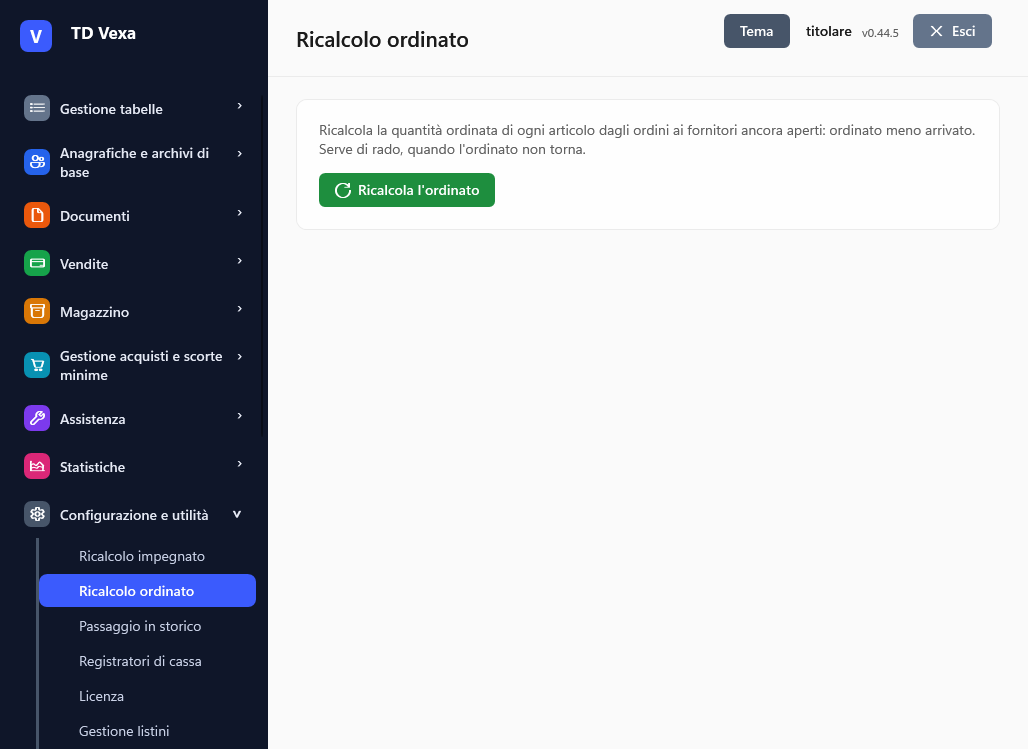 V
TD Vexa
Gestione tabelle
Anagrafiche e archivi di
base
Documenti
Vendite
Magazzino
Gestione acquisti e scorte
minime
Assistenza
Statistiche
Configurazione e utilità
Ricalcolo impegnato
Ricalcolo ordinato
Passaggio in storico
Registratori di cassa
Licenza
Gestione listini
Ricalcolo ordinato
Tema
titolare
v0.44.5
Esci
Ricalcola la quantità ordinata di ogni articolo dagli ordini ai fornitori ancora aperti: ordinato meno arrivato.
Serve di rado, quando l'ordinato non torna.
Ricalcola l'ordinato